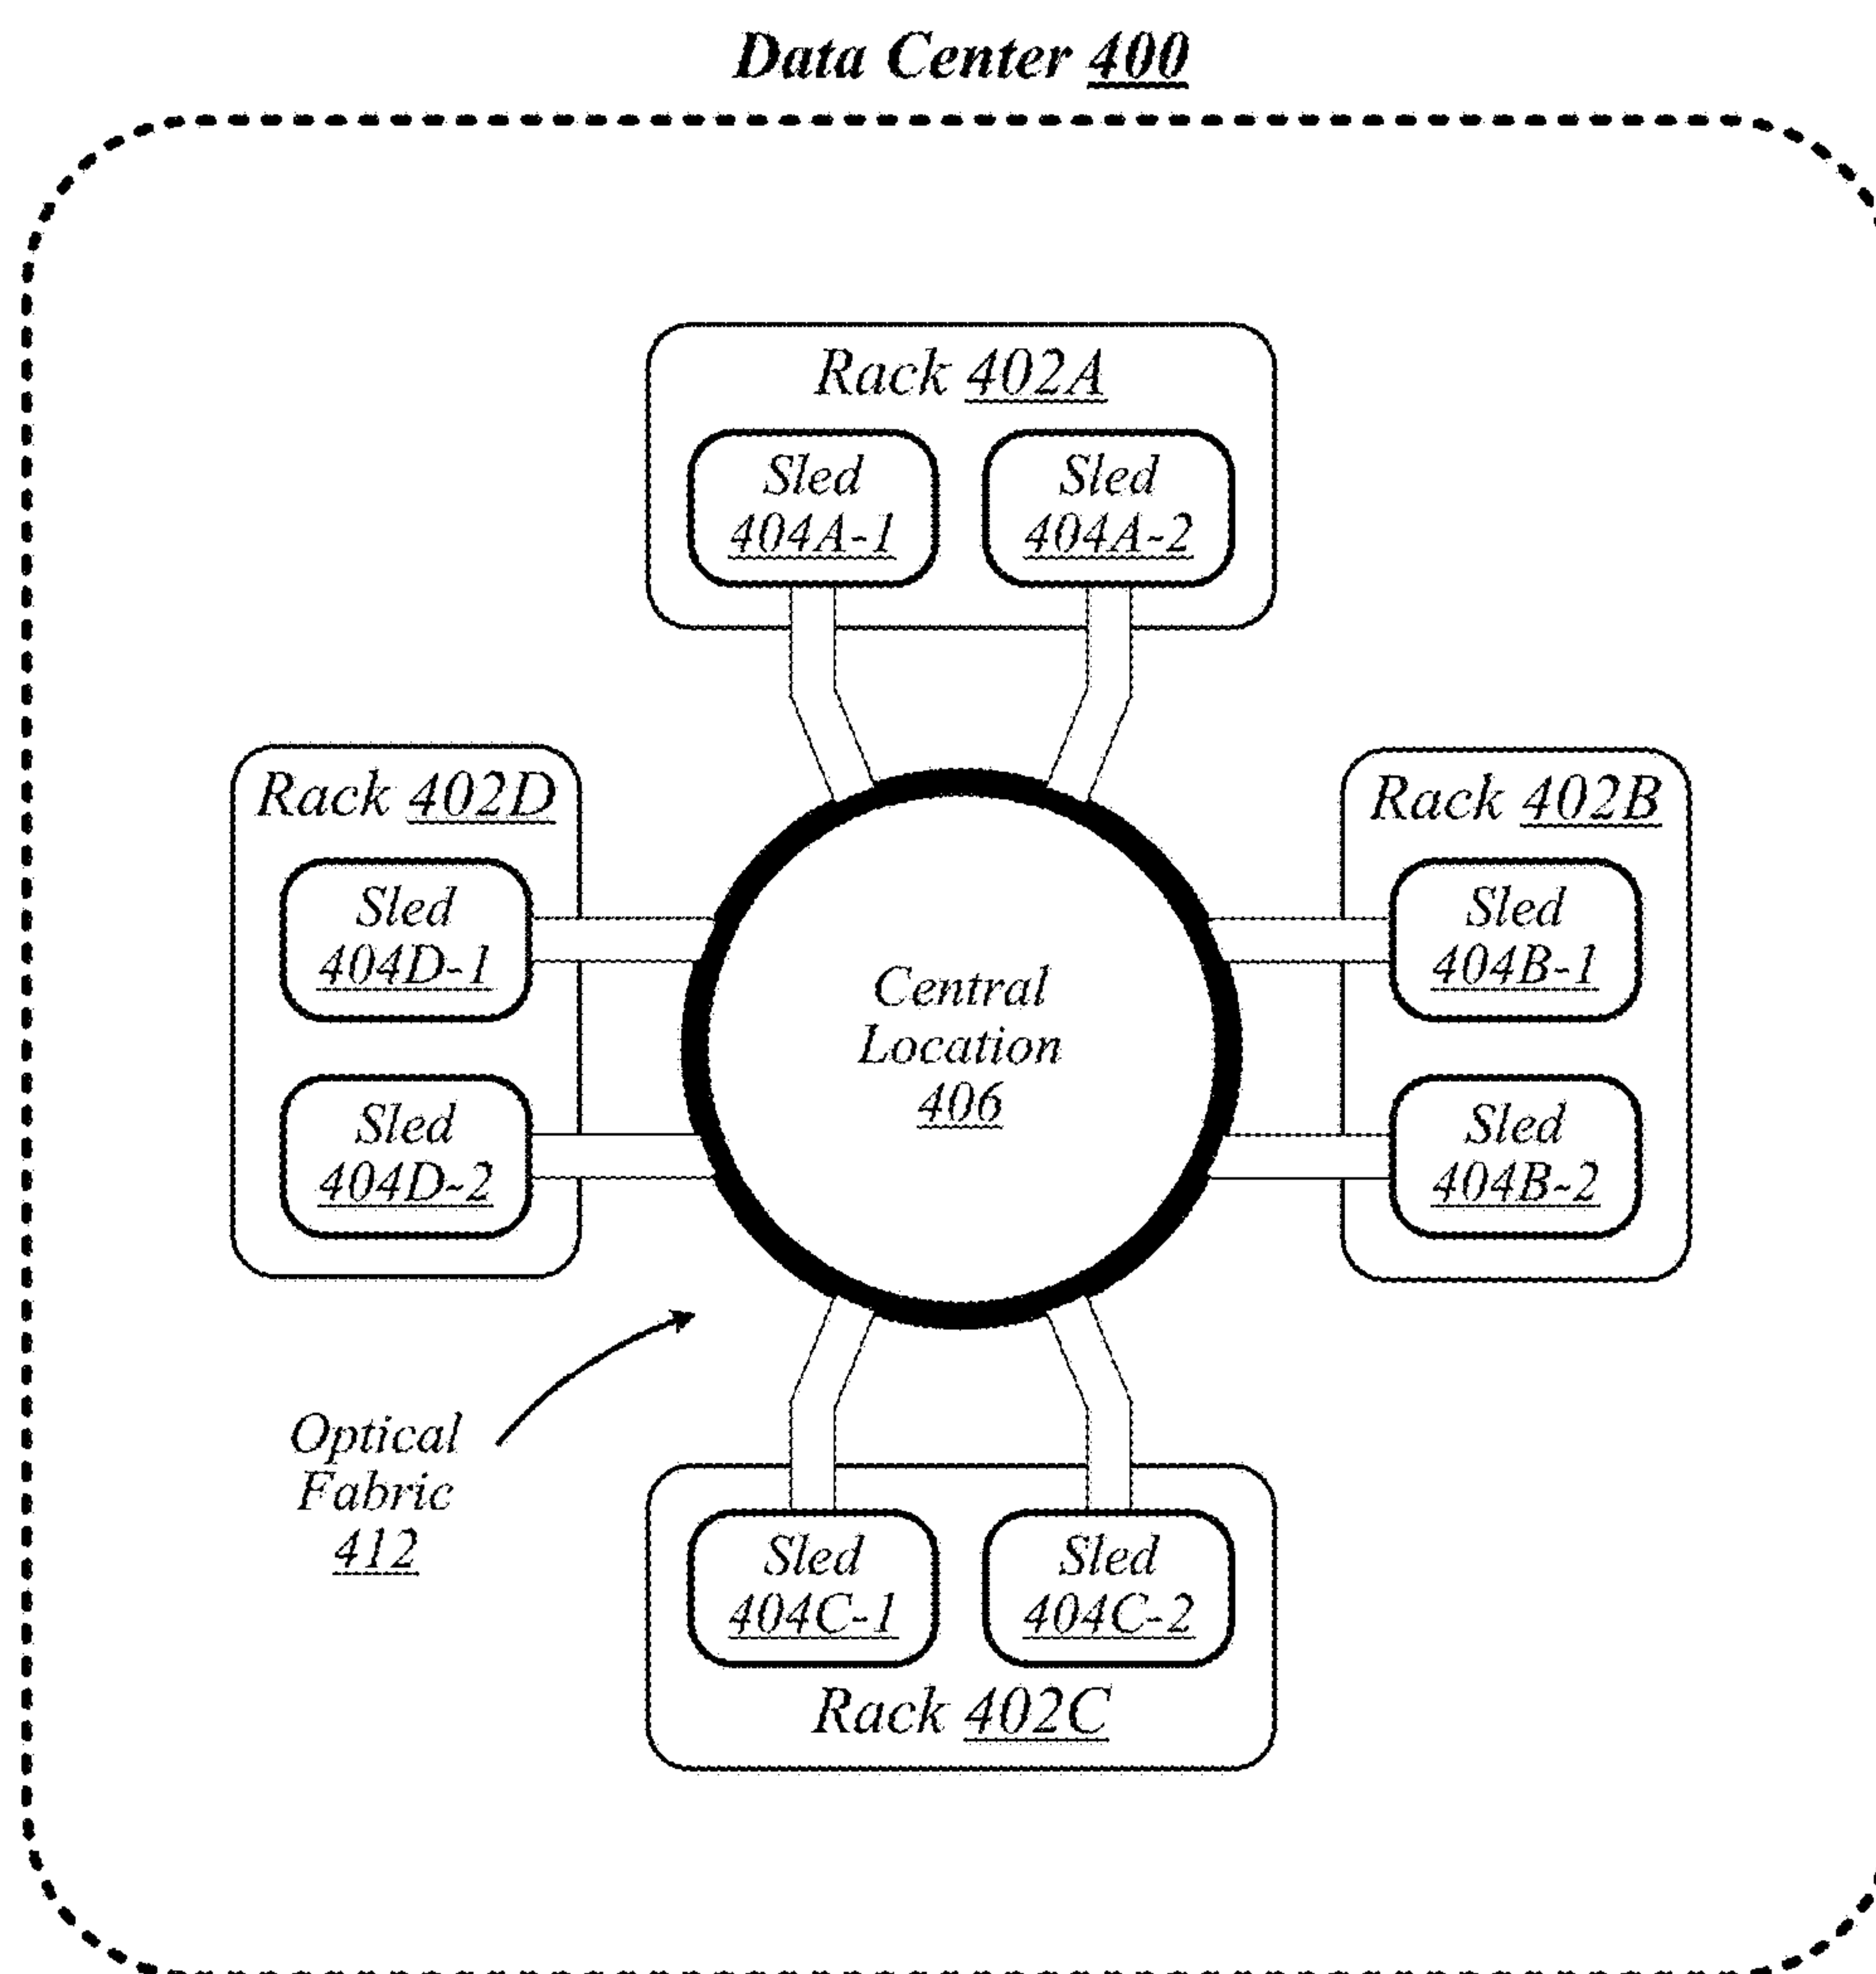 Data Center 400
Rack 402A
Sled
404A-1
Sled
404A-2
Rack 402D
Sled
404D-1
Sled
404D-2
Central
Location
406
Rack 402B
Sled
404B-1
Sled
404B-2
Optical
Fabric
412
Sled
404C-1
Sled
404C-2
Rack 402C